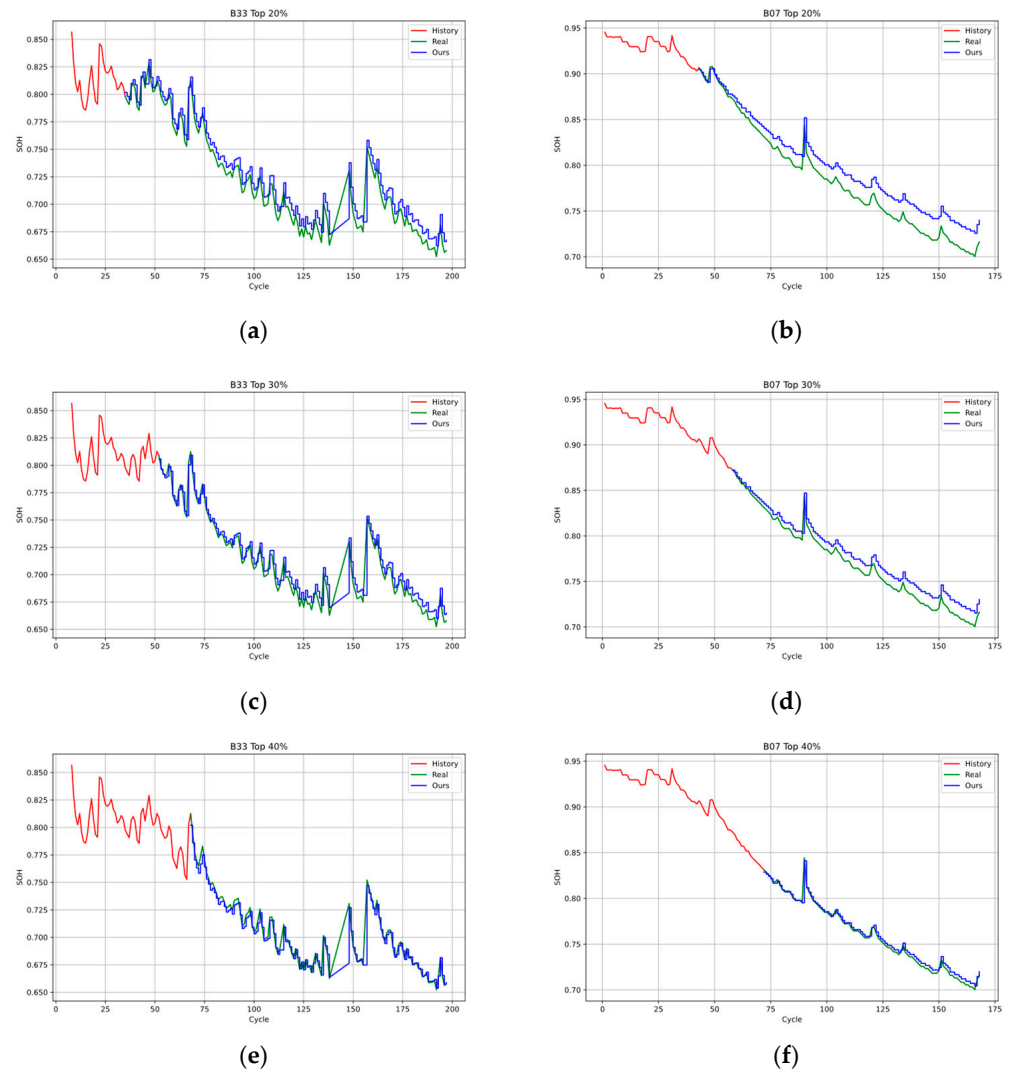 B33 Top 20%
SOH
0.850
0.825
0.800
0.775
0.750
0.725
0.700
0.675
0.650
0 25 50 75 100 125 150 175 200
Cycle
History
Real
Ours
(a)
B07 Top 20%
SOH
0.95
0.90
0.85
0.80
0.75
0.70
0 25 50 75 100 125 150 175
Cycle
History
Real
Ours
(b)
B33 Top 30%
SOH
0.850
0.825
0.800
0.775
0.750
0.725
0.700
0.675
0.650
0 25 50 75 100 125 150 175 200
Cycle
History
Real
Ours
(c)
B07 Top 30%
SOH
0.95
0.90
0.85
0.80
0.75
0.70
0 25 50 75 100 125 150 175
Cycle
History
Real
Ours
(d)
B33 Top 40%
SOH
0.850
0.825
0.800
0.775
0.750
0.725
0.700
0.675
0.650
0 25 50 75 100 125 150 175 200
Cycle
History
Real
Ours
(e)
B07 Top 40%
SOH
0.95
0.90
0.85
0.80
0.75
0.70
0 25 50 75 100 125 150 175
Cycle
History
Real
Ours
(f)